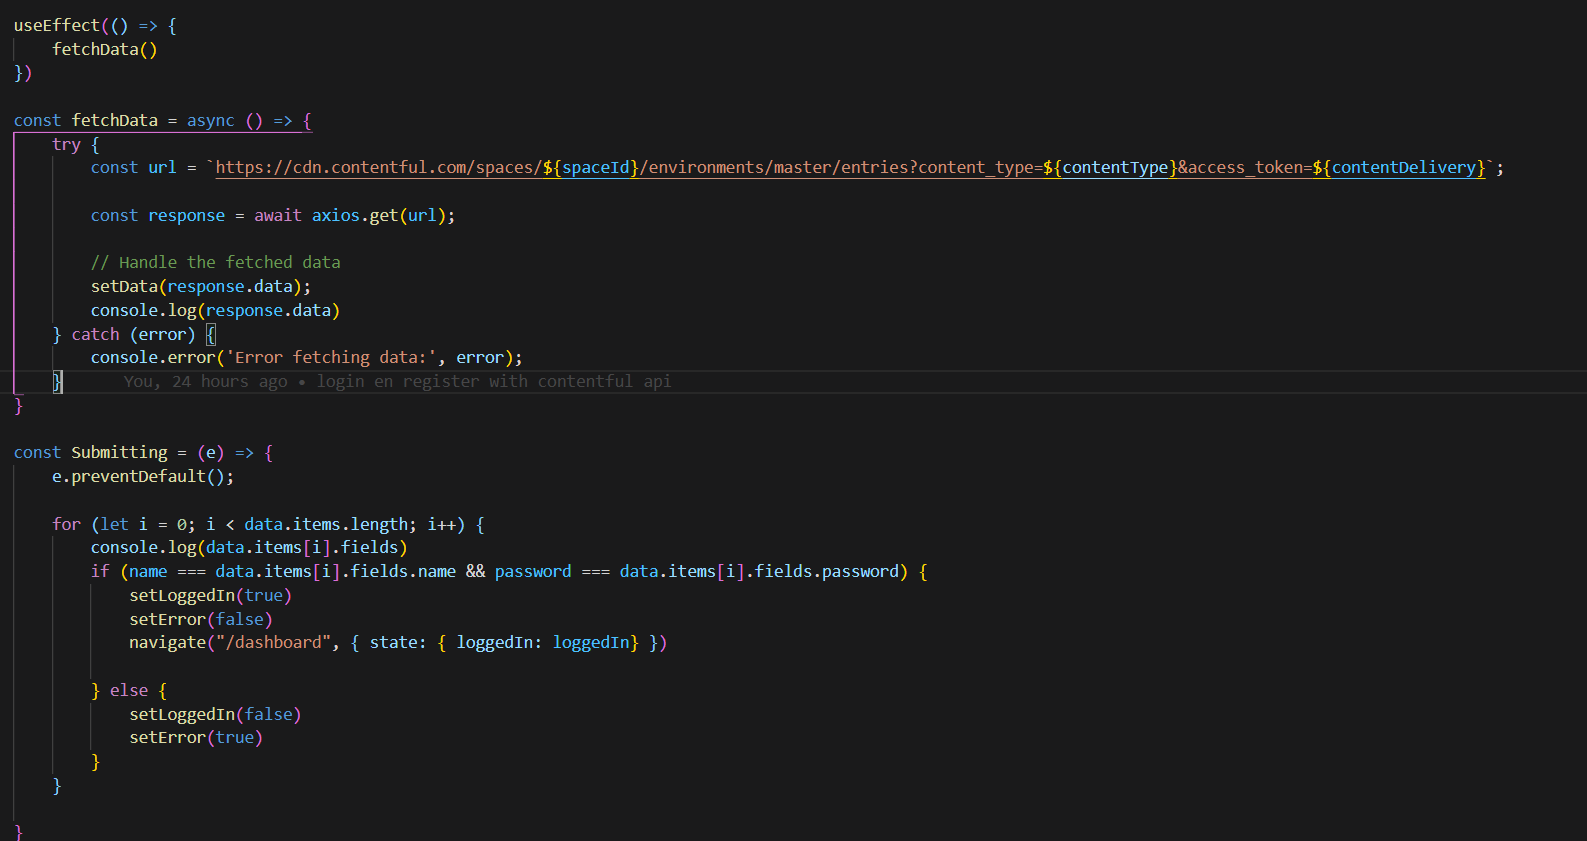 useEffect(() => {
    fetchData()
})
const fetchData = async () => {
    try {
        const url = `https://cdn.contentful.com/spaces/${spaceId}/environments/master/entries?content_type=${contentType}&access_token=${contentDelivery}`;
        const response = await axios.get(url);
        // Handle the fetched data
        setData(response.data);
        console.log(response.data)
    } catch (error) {
        console.error('Error fetching data:', error);
    }      You, 24 hours ago • login en register with contentful api
}
const Submitting = (e) => {
    e.preventDefault();
    for (let i = 0; i < data.items.length; i++) {
        console.log(data.items[i].fields)
        if (name === data.items[i].fields.name && password === data.items[i].fields.password) {
            setLoggedIn(true)
            setError(false)
            navigate("/dashboard", { state: { loggedIn: loggedIn} })
        } else {
            setLoggedIn(false)
            setError(true)
        }
    }
}